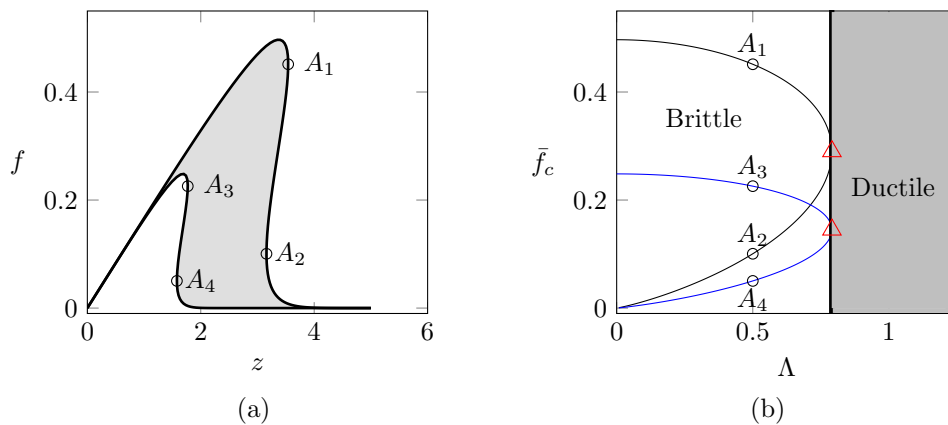 0.4
0.2
0
f
A₁
A₃
A₂
A₄
0
2
4
6
z
(a)
0.4
0.2
0
f̄_c
A₁
Brittle
A₃
Ductile
A₂
A₄
0
0.5
1
Λ
(b)